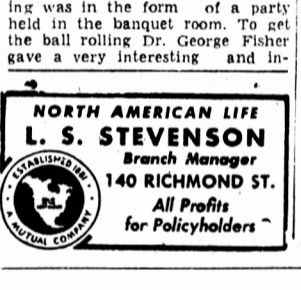 ing was in the form of a party
held in the banquet room. To get
the ball rolling Dr. George Fisher
gave a very interesting and in-
NORTH AMERICAN LIFE
L. S. STEVENSON
Branch Manager
140 RICHMOND ST.
All Profits
for Policyholders
ESTABLISHED 1881
A MUTUAL COMPANY